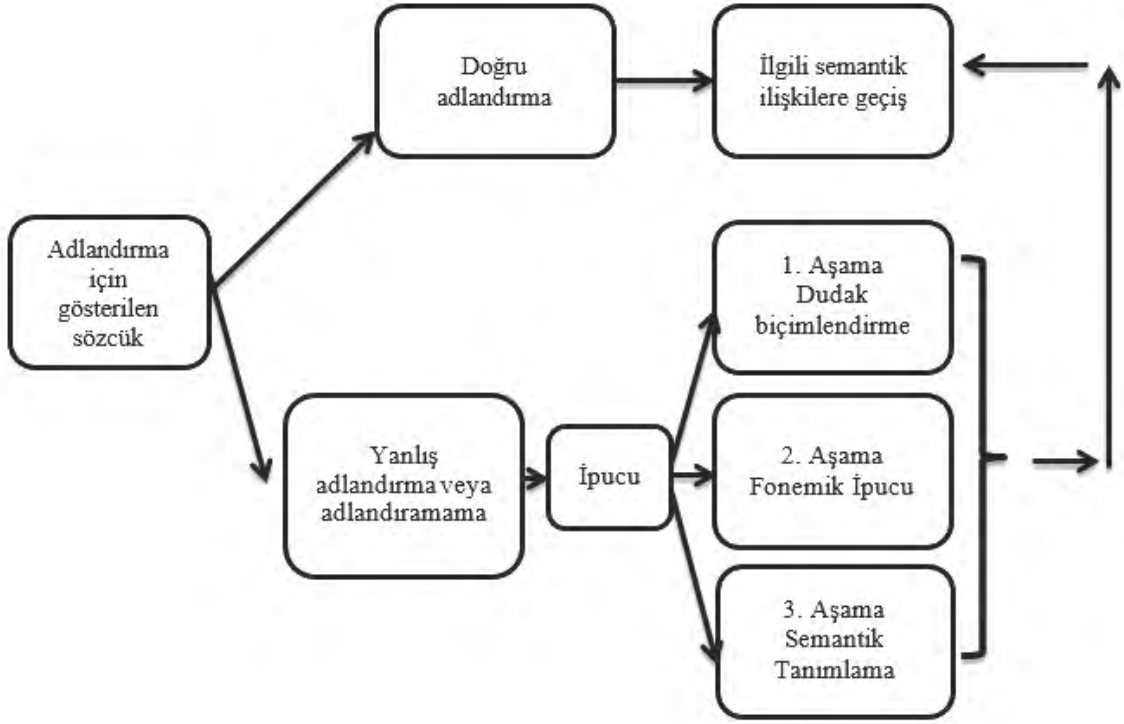 Doğru
adlandırma
İlgili semantik
ilişkilere geçiş
Adlandırma
için
gösterilen
sözcük
1. Aşama
Dudak
biçimlendirme
Yanlış
adlandırma veya
adlandıramama
İpucu
2. Aşama
Fonemik İpucu
3. Aşama
Semantik
Tanımlama